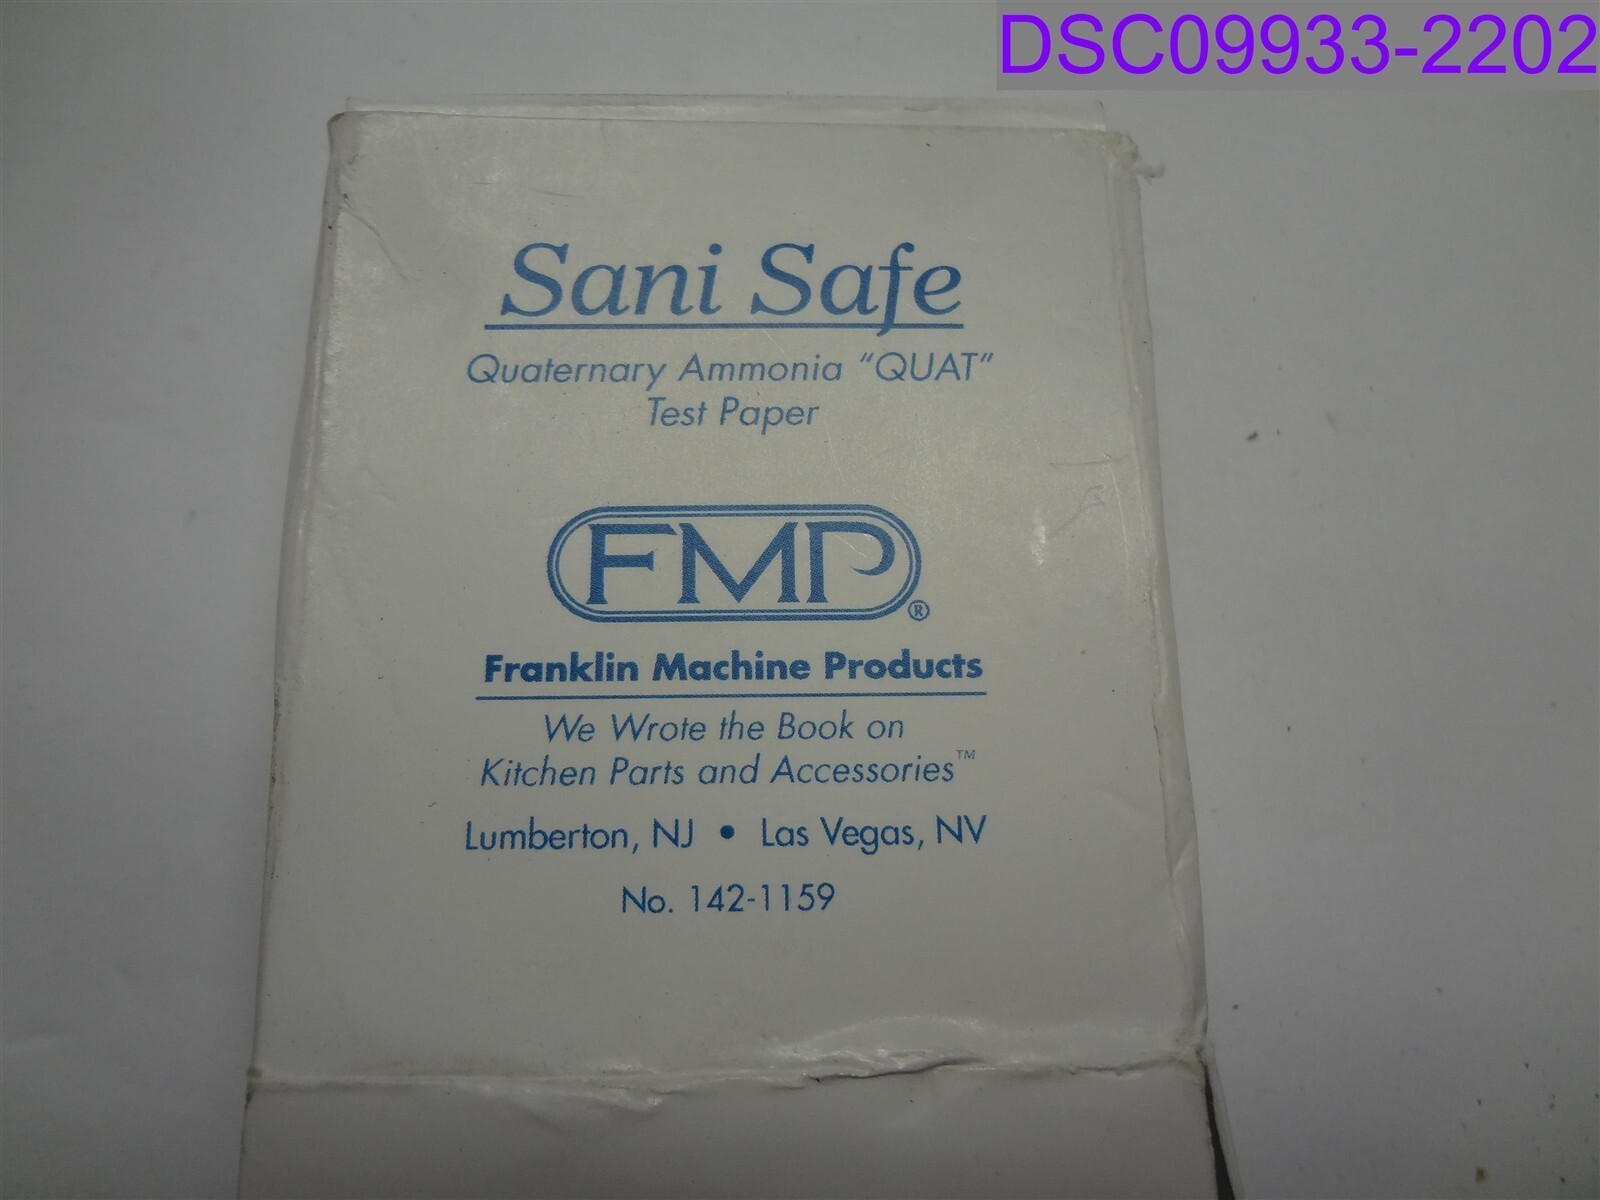 DSC09933-2202
Sani Safe
Quaternary Ammonia "QUAT"
Test Paper
FMP®
Franklin Machine Products
We Wrote the Book on
Kitchen Parts and Accessories™
Lumberton, NJ • Las Vegas, NV
No. 142-1159